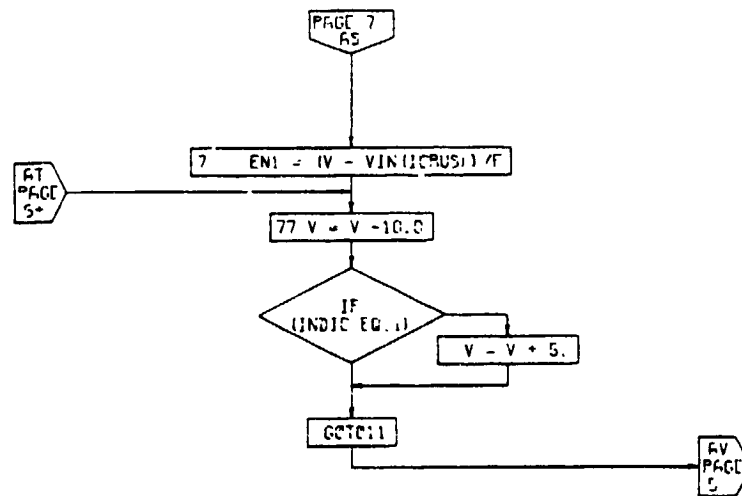 PAGE 7
AS
7 EN1 = (V - VIN(ICRUS)) /F
AT
PAGE
5+
77 V = V -10.0
IF
(INDIC EQ.1)
V = V + 5.
GOTO11
AV
PAGE
5